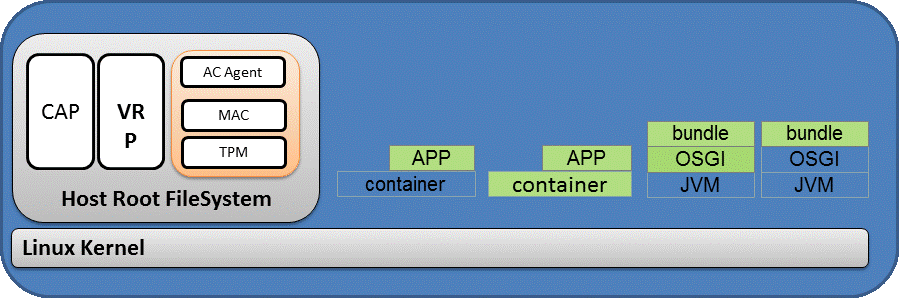 CAP
VR
P
AC Agent
MAC
TPM
Host Root FileSystem
APP
container
APP
container
bundle
OSGI
JVM
bundle
OSGI
JVM
Linux Kernel